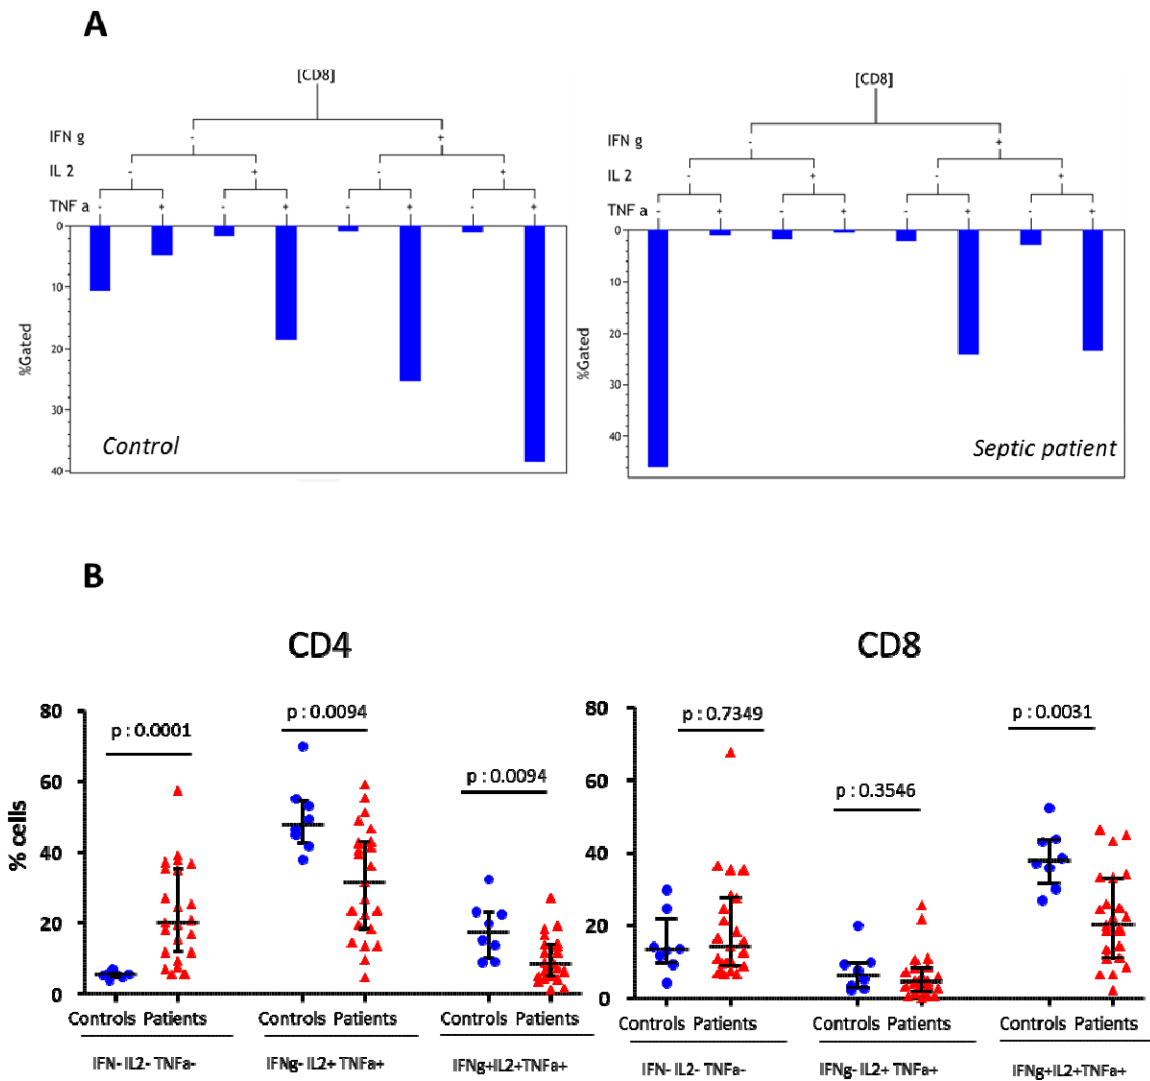 A
[CD8]
IFN g - +
IL 2 - + - +
TNF a - + - + - + - +
0
10
20
30
40
%Gated
Control
[CD8]
IFN g - +
IL 2 - + - +
TNF a - + - + - + - +
0
10
20
30
40
%Gated
Septic patient
B
CD4
80
60
40
20
0
% cells
p : 0.0001
p : 0.0094
p : 0.0094
Controls Patients Controls Patients Controls Patients
IFN- IL2- TNFa- IFNg- IL2+ TNFa+ IFNg+IL2+TNFa+
CD8
80
60
40
20
0
p : 0.7349
p : 0.3546
p : 0.0031
Controls Patients Controls Patients Controls Patients
IFN- IL2- TNFa- IFNg- IL2+ TNFa+ IFNg+IL2+TNFa+